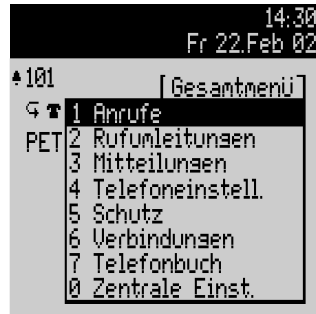 14:30
Fr 22.Feb 02
101
[Gesamtmenü]
PET
1 Anrufe
2 Rufumleitungen
3 Mitteilungen
4 Telefoneinstell.
5 Schutz
6 Verbindungen
7 Telefonbuch
0 Zentrale Einst.